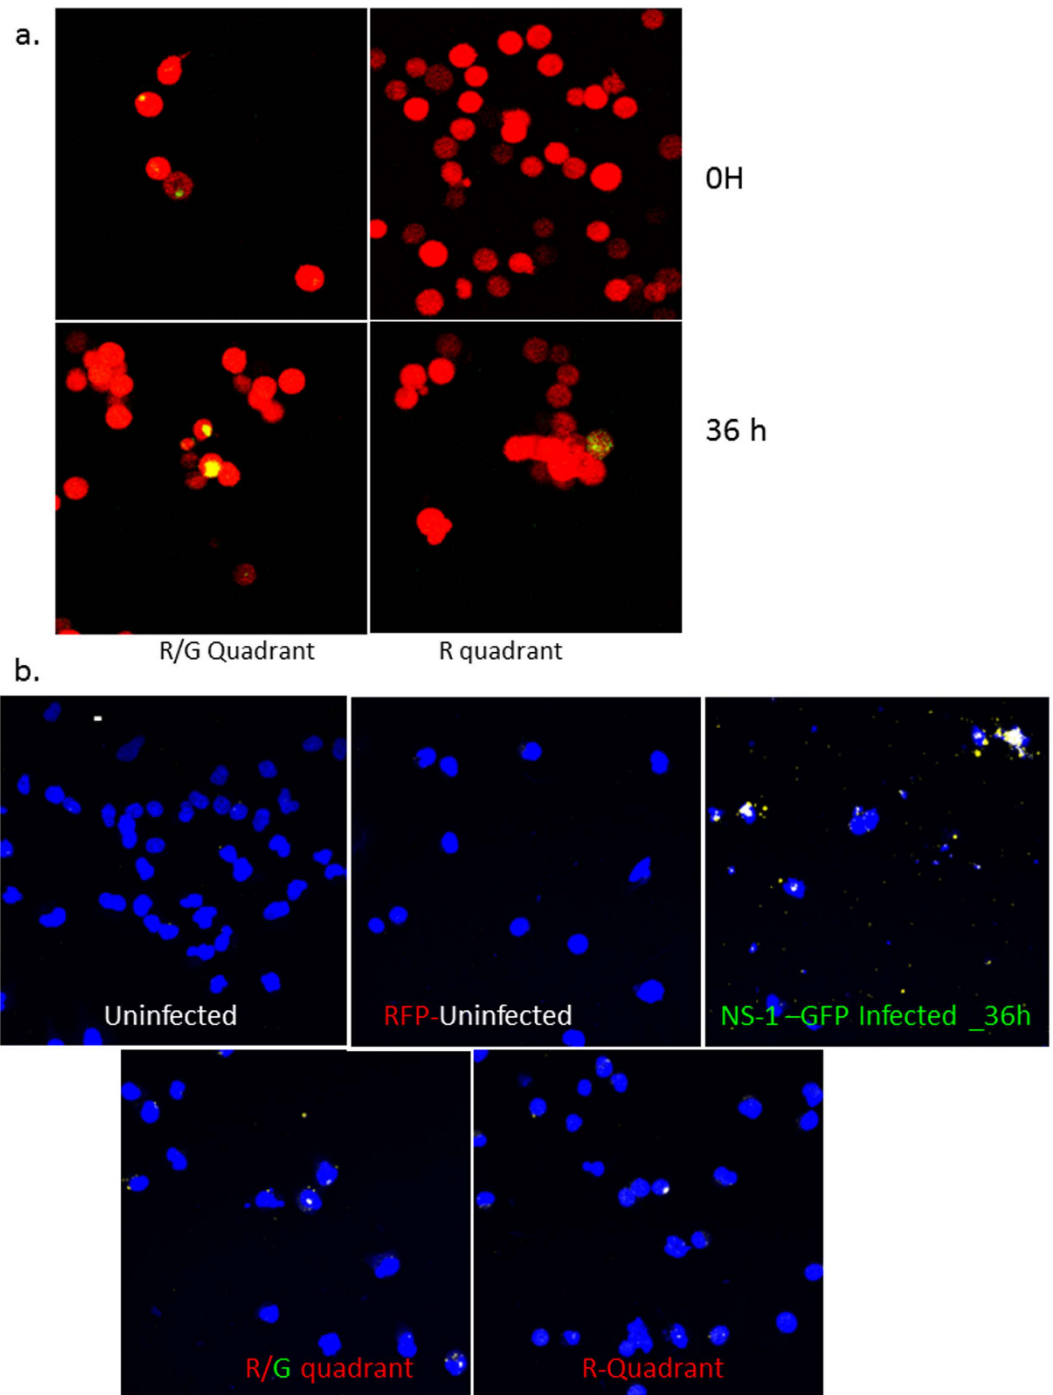 a.
0H
36 h
R/G Quadrant
R quadrant
b.
Uninfected
RFP-Uninfected
NS-1 –GFP Infected _36h
R/G quadrant
R-Quadrant